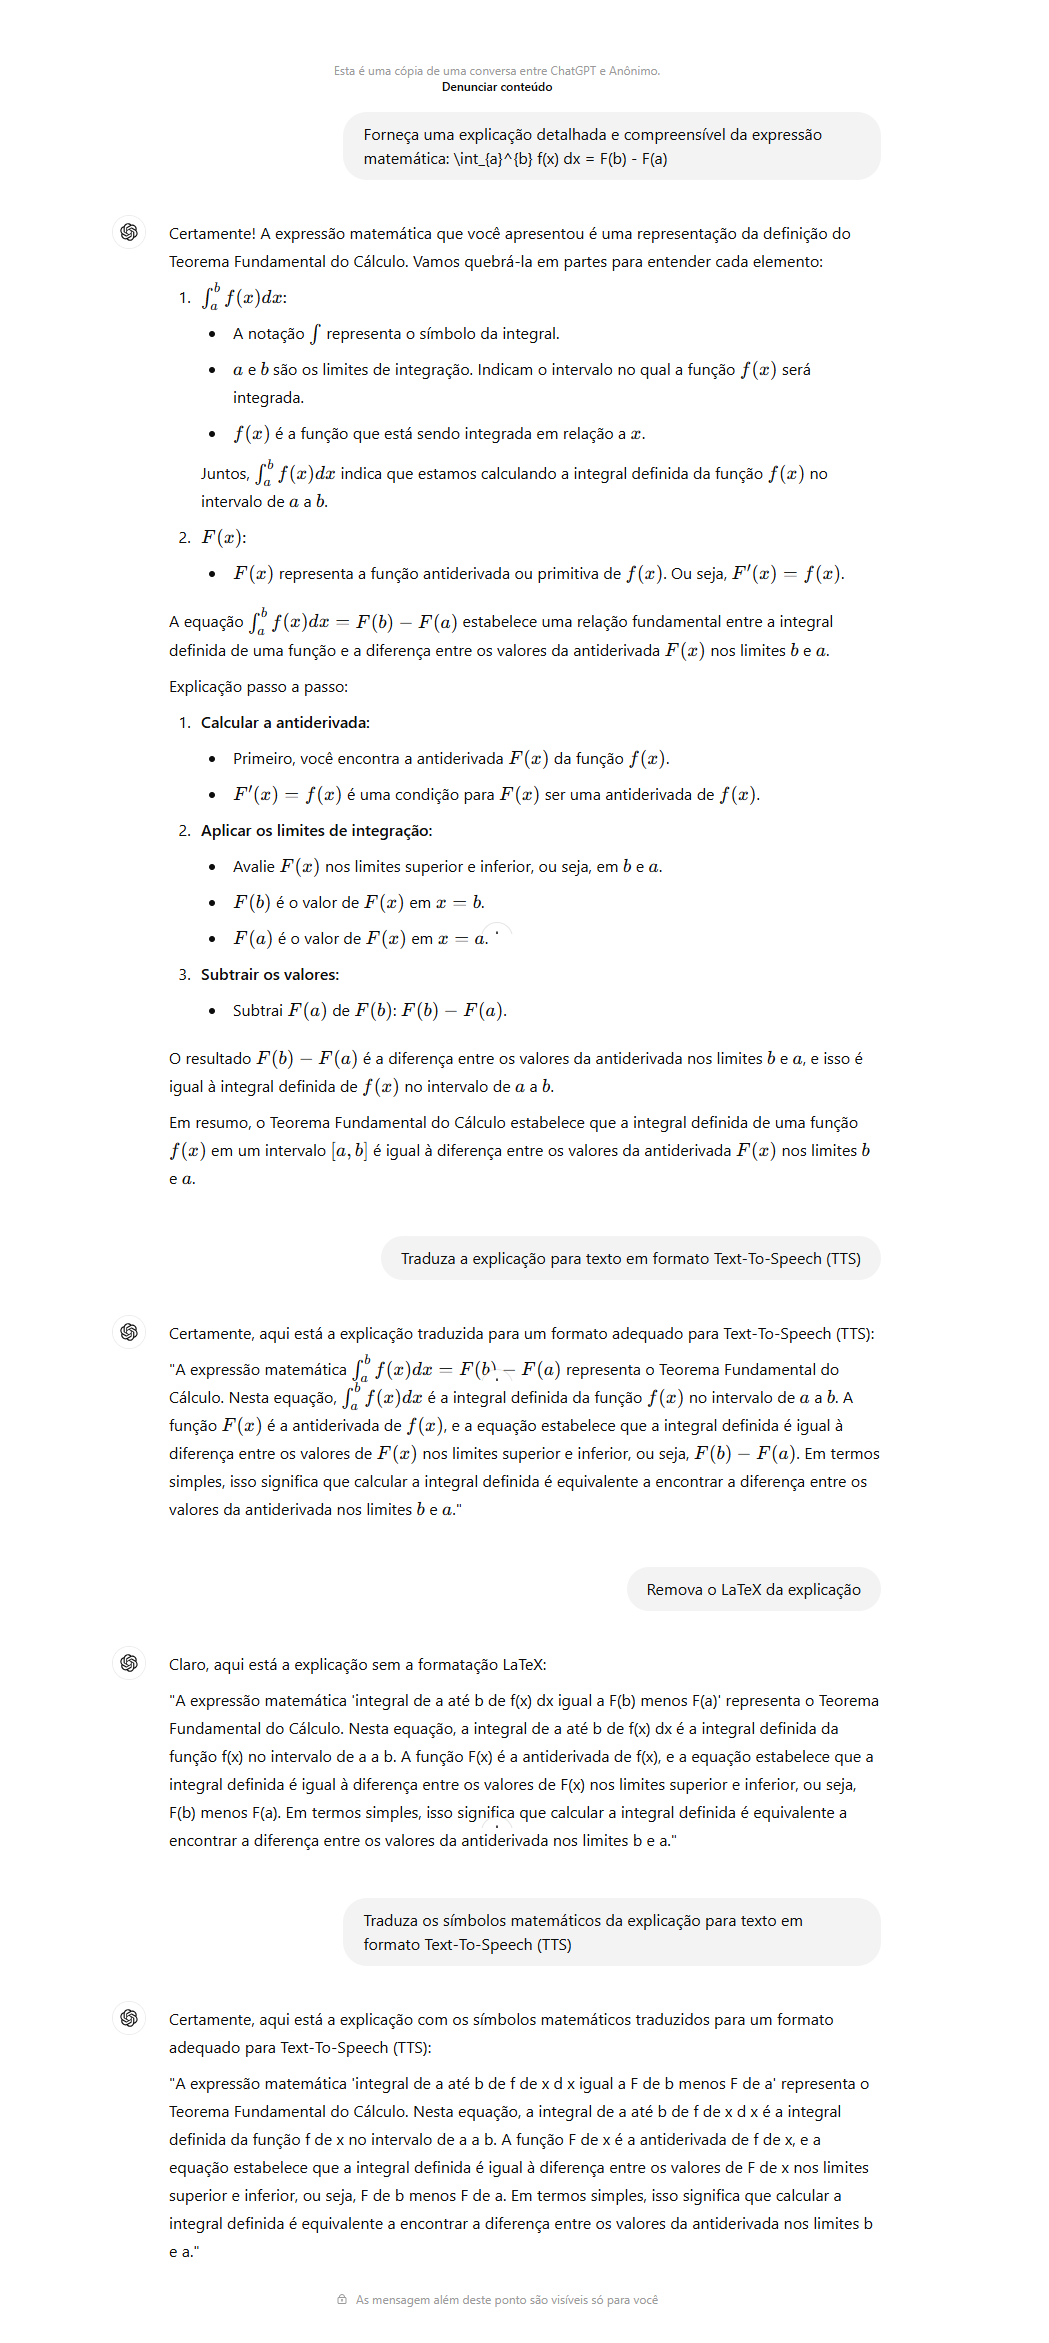 Esta é uma cópia de uma conversa entre ChatGPT e Anônimo.
Denunciar conteúdo
Forneça uma explicação detalhada e compreensível da expressão
matemática: \int_{a}^{b} f(x) dx = F(b) - F(a)
Certamente! A expressão matemática que você apresentou é uma representação da definição do
Teorema Fundamental do Cálculo. Vamos quebrá-la em partes para entender cada elemento:
1. ∫_a^b f(x)dx:
• A notação ∫ representa o símbolo da integral.
• a e b são os limites de integração. Indicam o intervalo no qual a função f(x) será
integrada.
• f(x) é a função que está sendo integrada em relação a x.
Juntos, ∫_a^b f(x)dx indica que estamos calculando a integral definida da função f(x) no
intervalo de a a b.
2. F(x):
• F(x) representa a função antiderivada ou primitiva de f(x). Ou seja, F′(x) = f(x).
A equação ∫_a^b f(x)dx = F(b) − F(a) estabelece uma relação fundamental entre a integral
definida de uma função e a diferença entre os valores da antiderivada F(x) nos limites b e a.
Explicação passo a passo:
1. Calcular a antiderivada:
• Primeiro, você encontra a antiderivada F(x) da função f(x).
• F′(x) = f(x) é uma condição para F(x) ser uma antiderivada de f(x).
2. Aplicar os limites de integração:
• Avalie F(x) nos limites superior e inferior, ou seja, em b e a.
• F(b) é o valor de F(x) em x = b.
• F(a) é o valor de F(x) em x = a.
3. Subtrair os valores:
• Subtrai F(a) de F(b): F(b) − F(a).
O resultado F(b) − F(a) é a diferença entre os valores da antiderivada nos limites b e a, e isso é
igual à integral definida de f(x) no intervalo de a a b.
Em resumo, o Teorema Fundamental do Cálculo estabelece que a integral definida de uma função
f(x) em um intervalo [a, b] é igual à diferença entre os valores da antiderivada F(x) nos limites b
e a.
Traduza a explicação para texto em formato Text-To-Speech (TTS)
Certamente, aqui está a explicação traduzida para um formato adequado para Text-To-Speech (TTS):
"A expressão matemática ∫_a^b f(x)dx = F(b) − F(a) representa o Teorema Fundamental do
Cálculo. Nesta equação, ∫_a^b f(x)dx é a integral definida da função f(x) no intervalo de a a b. A
função F(x) é a antiderivada de f(x), e a equação estabelece que a integral definida é igual à
diferença entre os valores de F(x) nos limites superior e inferior, ou seja, F(b) − F(a). Em termos
simples, isso significa que calcular a integral definida é equivalente a encontrar a diferença entre os
valores da antiderivada nos limites b e a."
Remova o LaTeX da explicação
Claro, aqui está a explicação sem a formatação LaTeX:
"A expressão matemática 'integral de a até b de f(x) dx igual a F(b) menos F(a)' representa o Teorema
Fundamental do Cálculo. Nesta equação, a integral de a até b de f(x) dx é a integral definida da
função f(x) no intervalo de a a b. A função F(x) é a antiderivada de f(x), e a equação estabelece que a
integral definida é igual à diferença entre os valores de F(x) nos limites superior e inferior, ou seja,
F(b) menos F(a). Em termos simples, isso significa que calcular a integral definida é equivalente a
encontrar a diferença entre os valores da antiderivada nos limites b e a."
Traduza os símbolos matemáticos da explicação para texto em
formato Text-To-Speech (TTS)
Certamente, aqui está a explicação com os símbolos matemáticos traduzidos para um formato
adequado para Text-To-Speech (TTS):
"A expressão matemática 'integral de a até b de f de x d x igual a F de b menos F de a' representa o
Teorema Fundamental do Cálculo. Nesta equação, a integral de a até b de f de x d x é a integral
definida da função f de x no intervalo de a a b. A função F de x é a antiderivada de f de x, e a
equação estabelece que a integral definida é igual à diferença entre os valores de F de x nos limites
superior e inferior, ou seja, F de b menos F de a. Em termos simples, isso significa que calcular a
integral definida é equivalente a encontrar a diferença entre os valores da antiderivada nos limites b
e a."
As mensagem além deste ponto são visíveis só para você